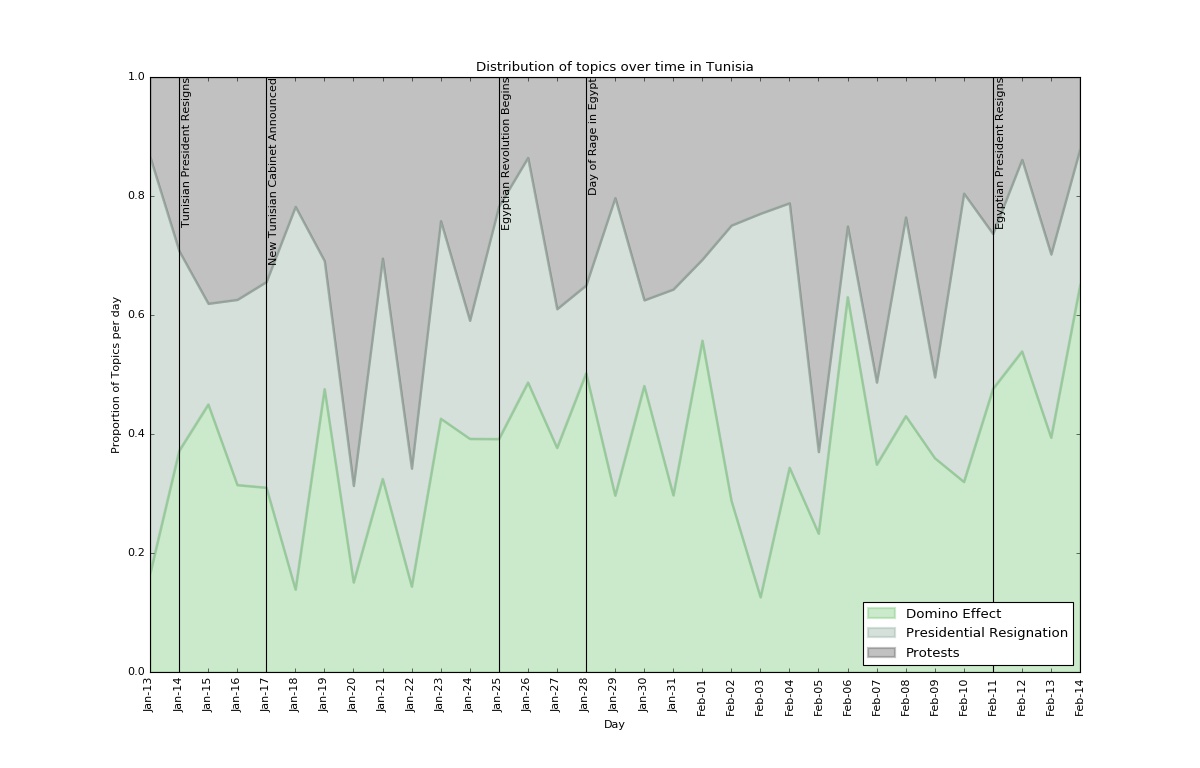 Distribution of topics over time in Tunisia
1.0
0.8
0.6
0.4
0.2
0.0
Proportion of Topics per day
Tunisian President Resigns
New Tunisian Cabinet Announced
Egyptian Revolution Begins
Day of Rage in Egypt
Egyptian President Resigns
Domino Effect
Presidential Resignation
Protests
Jan-13
Jan-14
Jan-15
Jan-16
Jan-17
Jan-18
Jan-19
Jan-20
Jan-21
Jan-22
Jan-23
Jan-24
Jan-25
Jan-26
Jan-27
Jan-28
Jan-29
Jan-30
Jan-31
Feb-01
Feb-02
Feb-03
Feb-04
Feb-05
Feb-06
Feb-07
Feb-08
Feb-09
Feb-10
Feb-11
Feb-12
Feb-13
Feb-14
Day